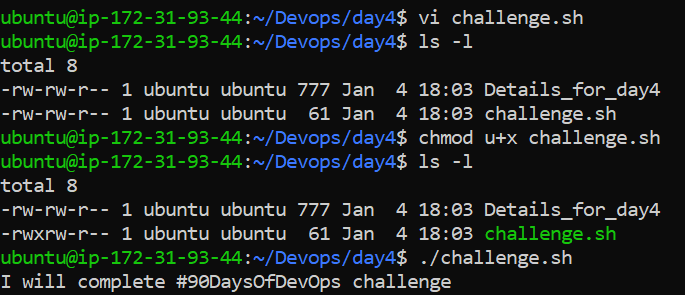 ubuntu@ip-172-31-93-44:~/Devops/day4$ vi challenge.sh
ubuntu@ip-172-31-93-44:~/Devops/day4$ ls -l
total 8
-rw-rw-r-- 1 ubuntu ubuntu 777 Jan  4 18:03 Details_for_day4
-rw-rw-r-- 1 ubuntu ubuntu  61 Jan  4 18:03 challenge.sh
ubuntu@ip-172-31-93-44:~/Devops/day4$ chmod u+x challenge.sh
ubuntu@ip-172-31-93-44:~/Devops/day4$ ls -l
total 8
-rw-rw-r-- 1 ubuntu ubuntu 777 Jan  4 18:03 Details_for_day4
-rwxrw-r-- 1 ubuntu ubuntu  61 Jan  4 18:03 challenge.sh
ubuntu@ip-172-31-93-44:~/Devops/day4$ ./challenge.sh
I will complete #90DaysOfDevOps challenge